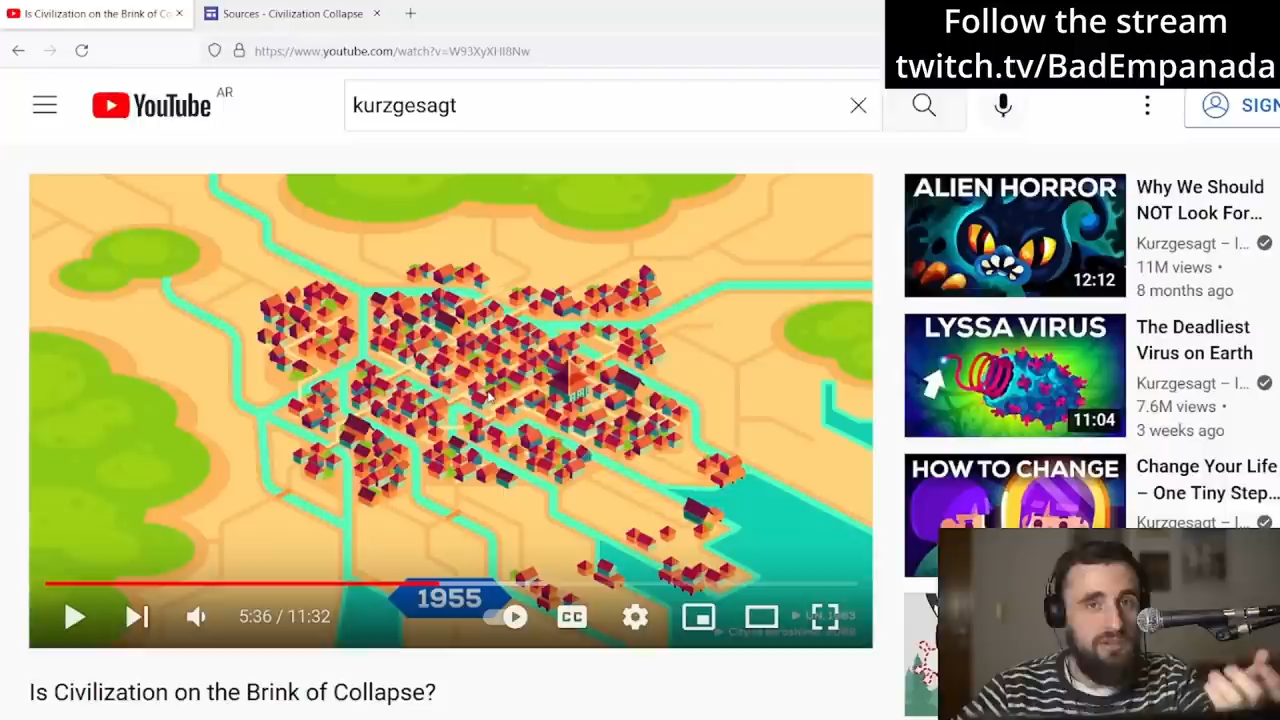 Is Civilization on the Brink of Co
Sources - Civilization Collapse
Follow the stream
twitch.tv/BadEmpanada
https://www.youtube.com/watch?v=W93XyXHI8Nw
YouTube AR
kurzgesagt
SIGN
ALIEN HORROR
12:12
Why We Should
NOT Look For...
Kurzgesagt – I...
11M views •
8 months ago
LYSSA VIRUS
11:04
The Deadliest
Virus on Earth
Kurzgesagt – I...
7.6M views •
3 weeks ago
HOW TO CHANGE
Change Your Life
– One Tiny Step...
Kurzgesagt – I...
1955
5:36 / 11:32
CC
Is Civilization on the Brink of Collapse?